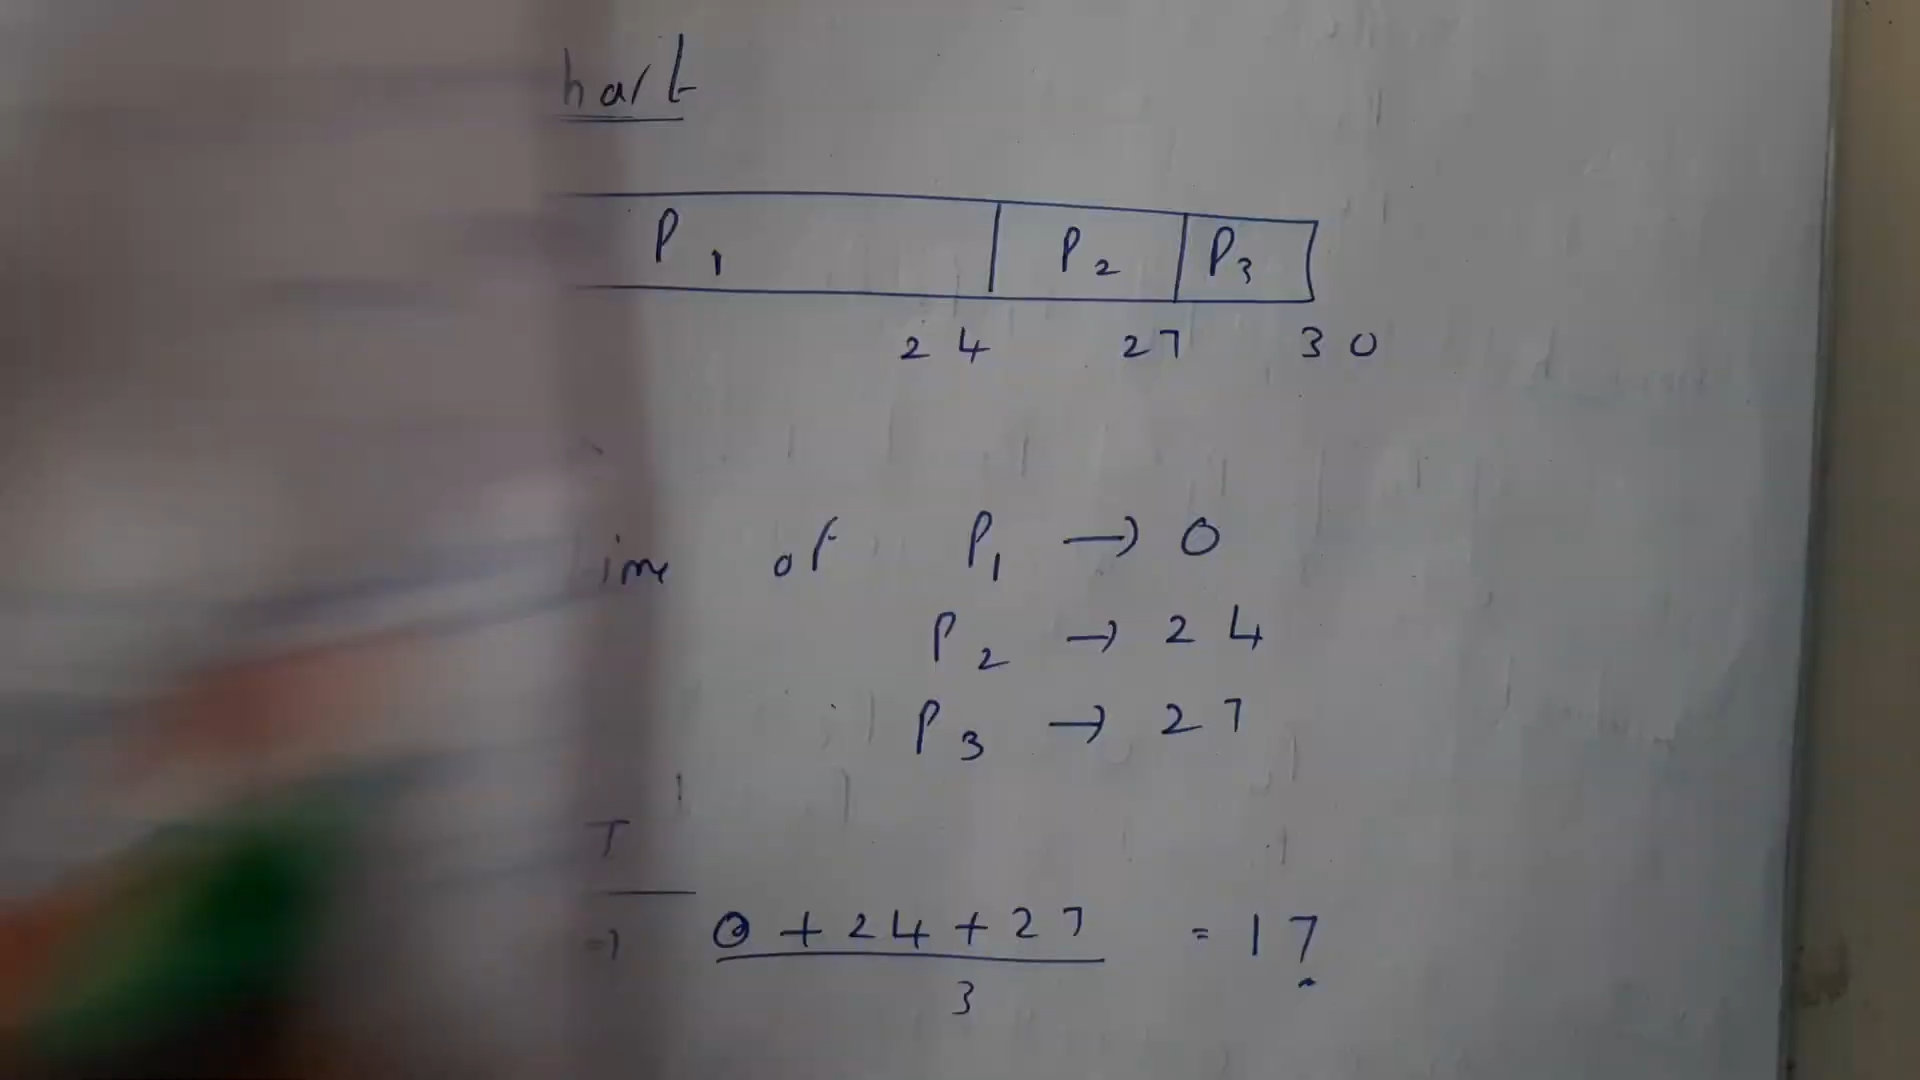 hart
P1 P2 P3
24 27 30
ime of P1 → 0
P2 → 24
P3 → 27
T
0 + 24 + 27 = 17
3